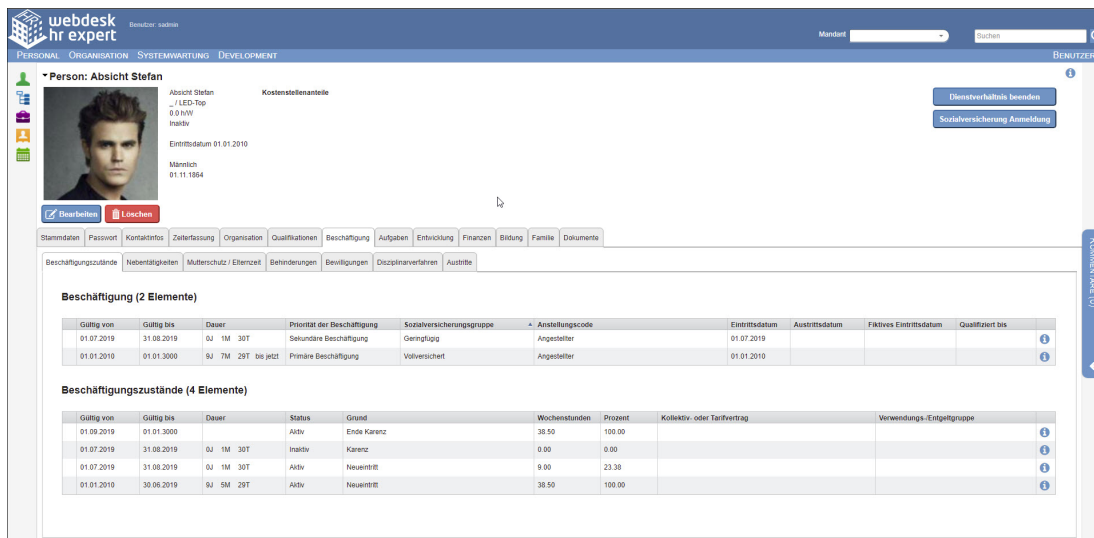 webdesk
hr expert
Benutzer: sadmin
Mandant
Suchen
PERSONAL ORGANISATION SYSTEMWARTUNG DEVELOPMENT
BENUTZER
Person: Absicht Stefan
Absicht Stefan
_ / LED-Top
0.0 h/W
Inaktiv
Eintrittsdatum 01.01.2010
Männlich
01.11.1864
Kostenstellenanteile
Dienstverhältnis beenden
Sozialversicherung Anmeldung
Bearbeiten Löschen
Stammdaten Passwort Kontaktinfos Zeiterfassung Organisation Qualifikationen Beschäftigung Aufgaben Entwicklung Finanzen Bildung Familie Dokumente
Beschäftigungszutände Nebentätigkeiten Mutterschutz / Elternzeit Behinderungen Bewilligungen Disziplinarverfahren Austritte
KOMMENTARE (0)
Beschäftigung (2 Elemente)
Gültig von Gültig bis Dauer Priorität der Beschäftigung Sozialversicherungsgruppe Anstellungscode Eintrittsdatum Austrittsdatum Fiktives Eintrittsdatum Qualifiziert bis
01.07.2019 31.08.2019 0J 1M 30T Sekundäre Beschäftigung Geringfügig Angestellter 01.07.2019
01.01.2010 01.01.3000 9J 7M 29T bis jetzt Primäre Beschäftigung Vollversichert Angestellter 01.01.2010
Beschäftigungszustände (4 Elemente)
Gültig von Gültig bis Dauer Status Grund Wochenstunden Prozent Kollektiv- oder Tarifvertrag Verwendungs-/Entgeltgruppe
01.09.2019 01.01.3000 Aktiv Ende Karenz 38.50 100.00
01.07.2019 31.08.2019 0J 1M 30T Inaktiv Karenz 0.00 0.00
01.07.2019 31.08.2019 0J 1M 30T Aktiv Neueintritt 9.00 23.38
01.01.2010 30.06.2019 9J 5M 29T Aktiv Neueintritt 38.50 100.00